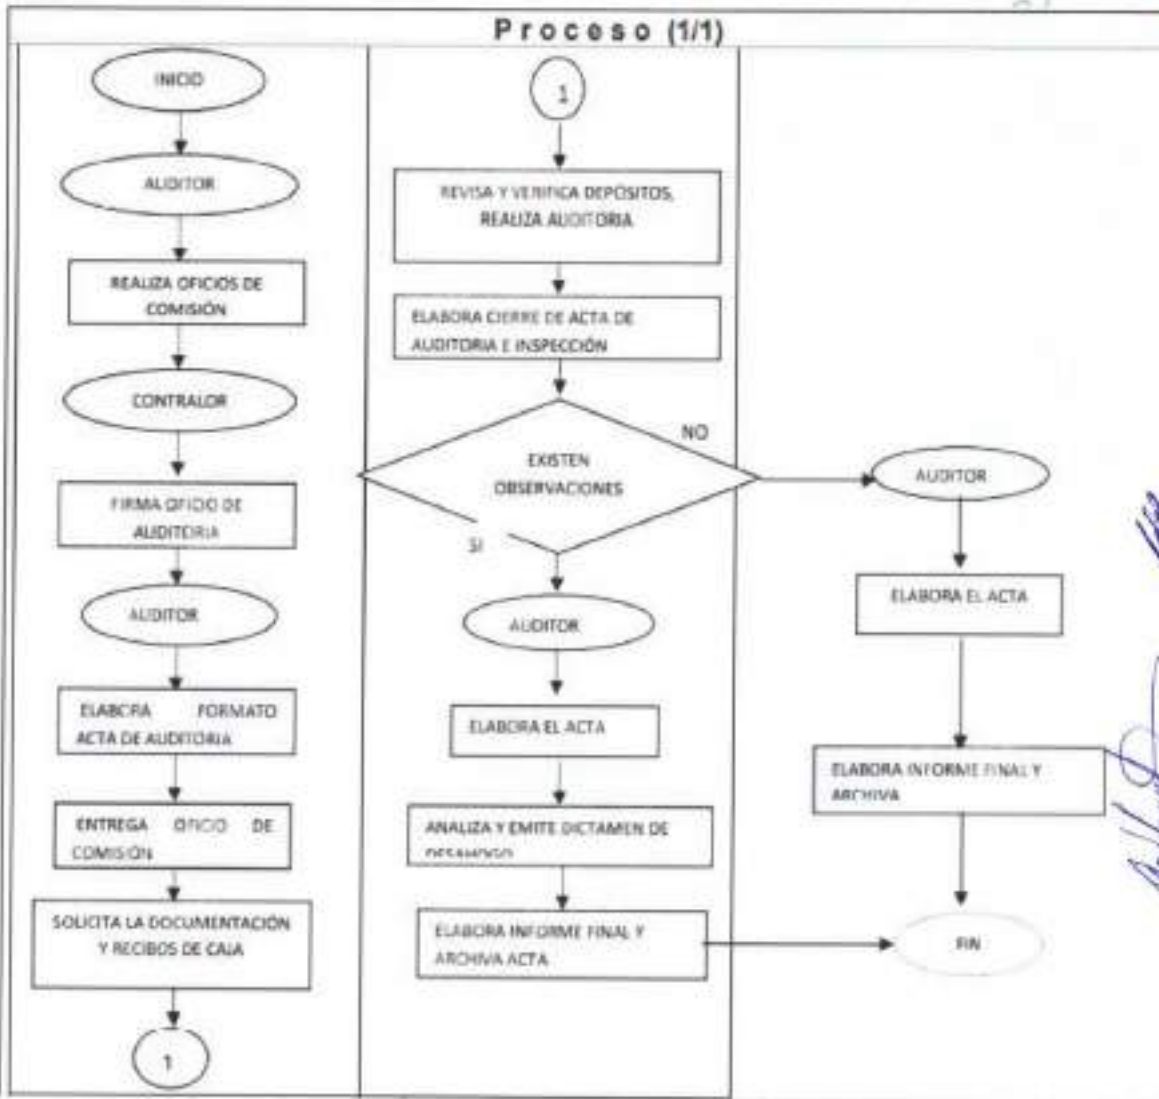 Proceso (1/1)
INICIO
AUDITOR
REALIZA OFICIOS DE
COMISIÓN
CONTRALOR
FIRMA OFICIO DE
AUDITORIA
AUDITOR
ELABORA FORMATO
ACTA DE AUDITORIA
ENTREGA OFICIO DE
COMISIÓN
SOLICITA LA DOCUMENTACIÓN
Y RECIBOS DE CAJA
1
1
REVISA Y VERIFICA DEPÓSITOS,
REALIZA AUDITORIA
ELABORA CIERRE DE ACTA DE
AUDITORIA E INSPECCIÓN
EXISTEN
OBSERVACIONES
NO
SI
AUDITOR
ELABORA EL ACTA
ANALIZA Y EMITE DICTAMEN DE
DESAHOGO
ELABORA INFORME FINAL Y
ARCHIVA ACTA
AUDITOR
ELABORA EL ACTA
ELABORA INFORME FINAL Y
ARCHIVA
FIN